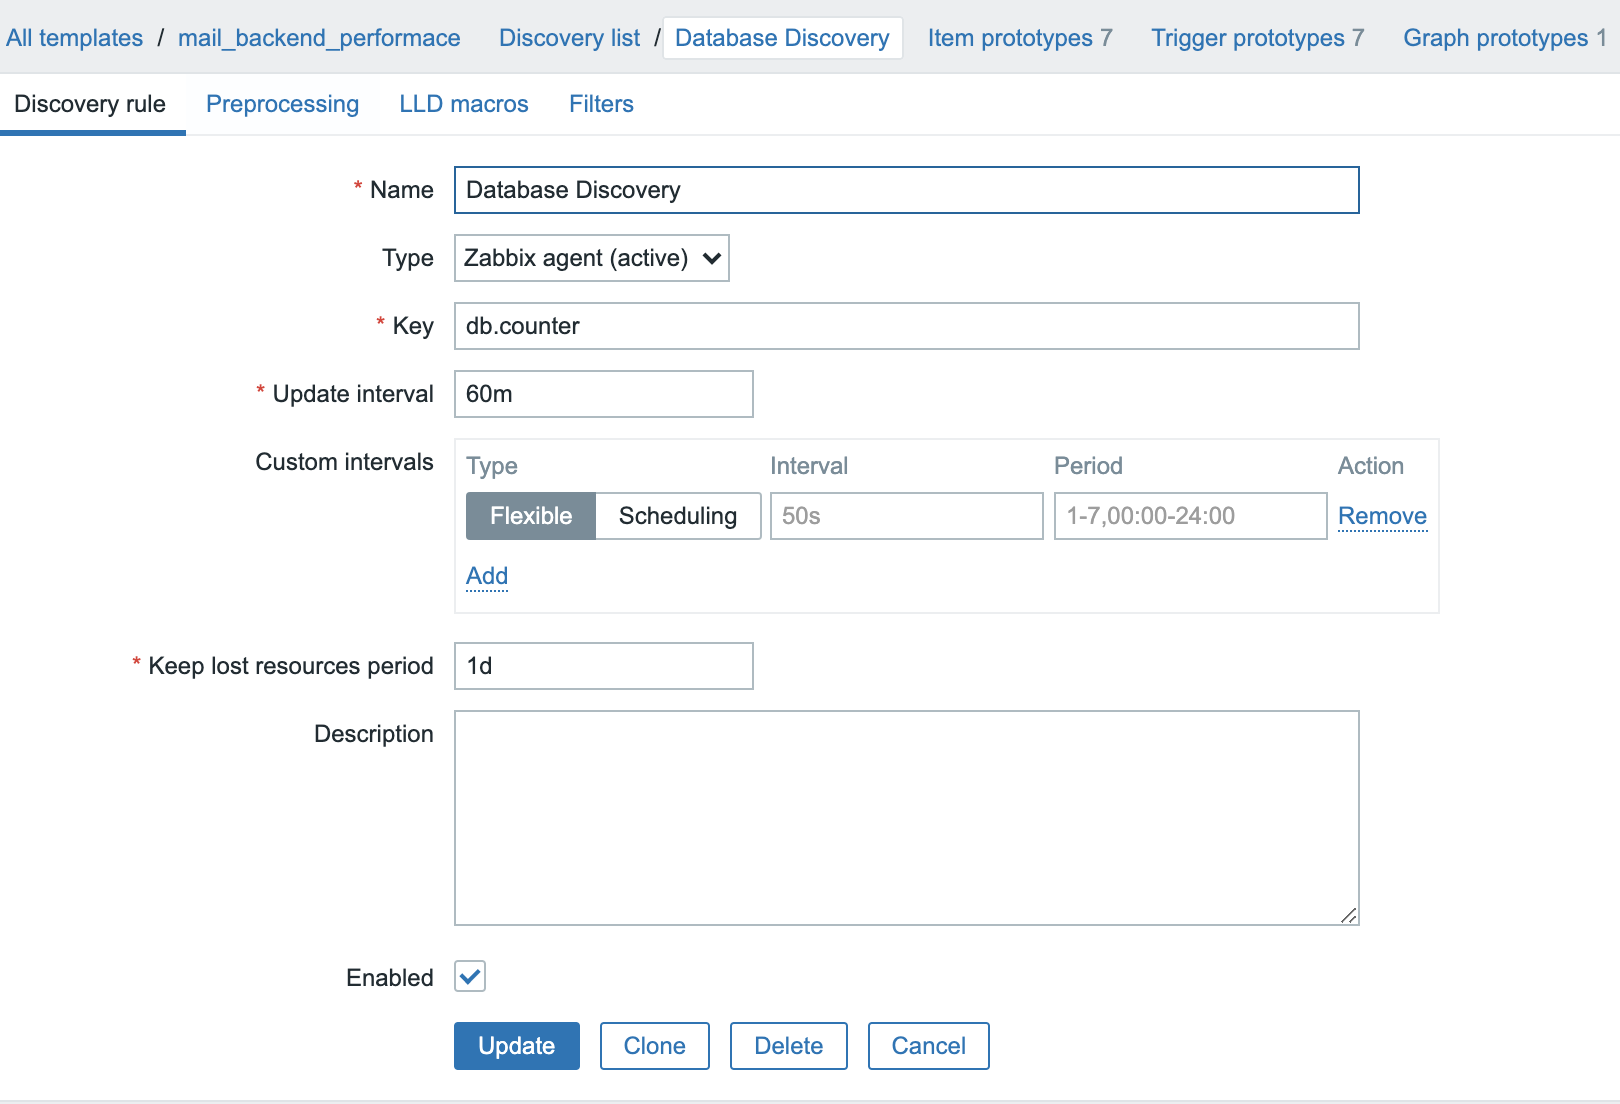 All templates / mail_backend_performace Discovery list / Database Discovery Item prototypes 7 Trigger prototypes 7 Graph prototypes 1
Discovery rule Preprocessing LLD macros Filters
* Name Database Discovery
Type Zabbix agent (active)
* Key db.counter
* Update interval 60m
Custom intervals Type Interval Period Action
Flexible Scheduling 50s 1-7,00:00-24:00 Remove
Add
* Keep lost resources period 1d
Description
Enabled
Update Clone Delete Cancel